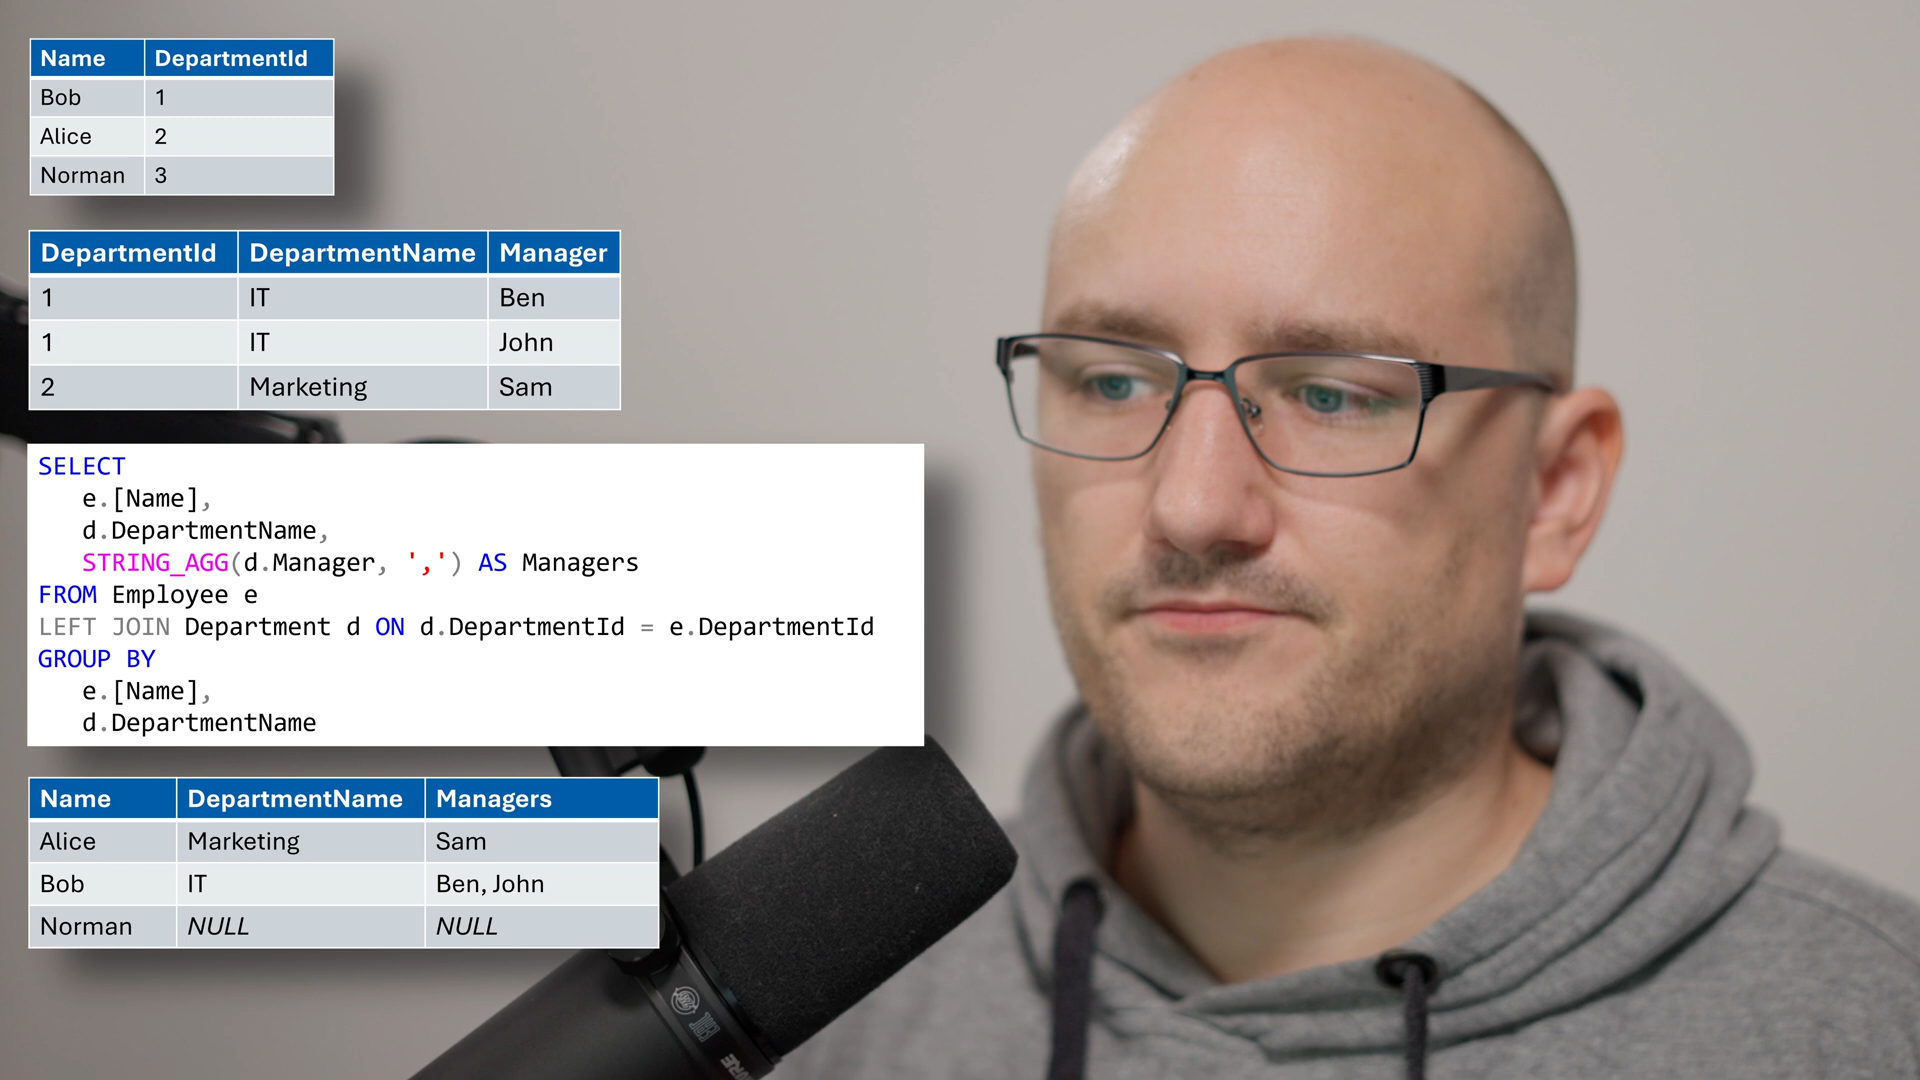 Name DepartmentId
Bob 1
Alice 2
Norman 3
DepartmentId DepartmentName Manager
1 IT Ben
1 IT John
2 Marketing Sam
SELECT
e.[Name],
d.DepartmentName,
STRING_AGG(d.Manager, ',') AS Managers
FROM Employee e
LEFT JOIN Department d ON d.DepartmentId = e.DepartmentId
GROUP BY
e.[Name],
d.DepartmentName
Name DepartmentName Managers
Alice Marketing Sam
Bob IT Ben, John
Norman NULL NULL